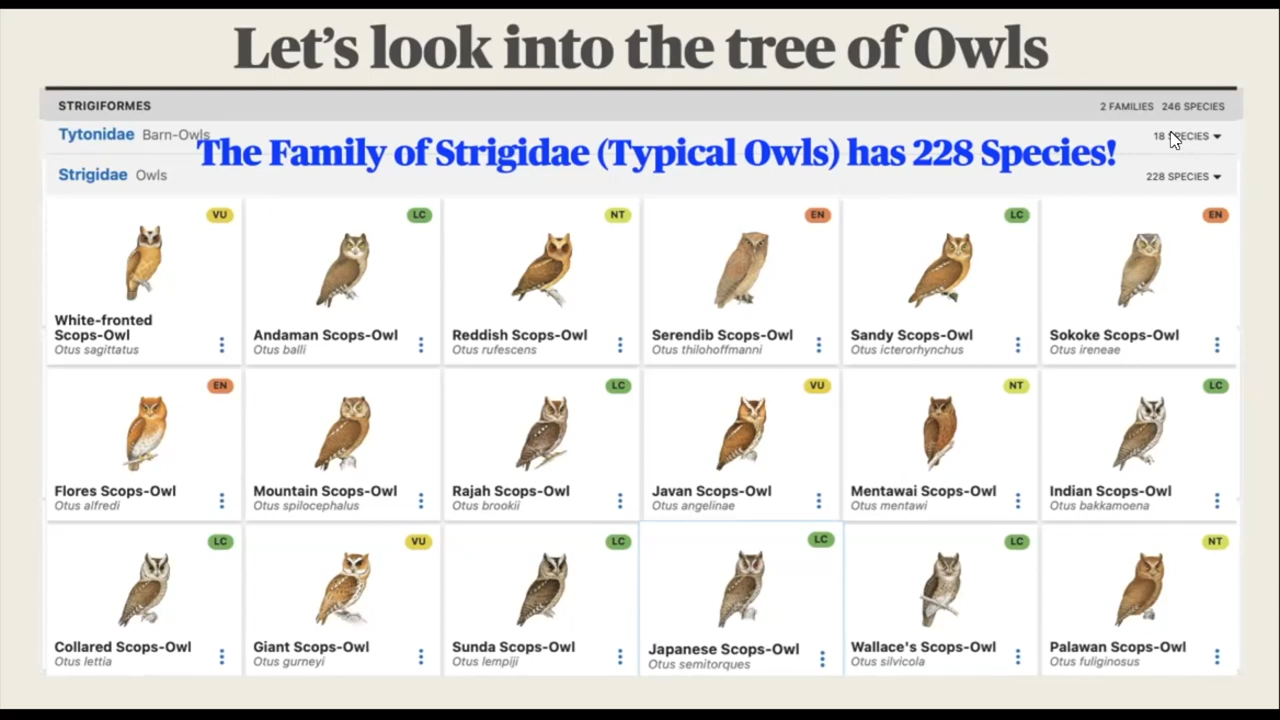 Let's look into the tree of Owls
STRIGIFORMES 2 FAMILIES 246 SPECIES
Tytonidae Barn-Owls 18 SPECIES
The Family of Strigidae (Typical Owls) has 228 Species!
Strigidae Owls 228 SPECIES
VU LC NT EN LC EN
White-fronted
Scops-Owl Andaman Scops-Owl Reddish Scops-Owl Serendib Scops-Owl Sandy Scops-Owl Sokoke Scops-Owl
Otus sagittatus Otus balli Otus rufescens Otus thilohoffmanni Otus icterorhynchus Otus ireneae
EN LC VU NT LC
Flores Scops-Owl Mountain Scops-Owl Rajah Scops-Owl Javan Scops-Owl Mentawai Scops-Owl Indian Scops-Owl
Otus alfredi Otus spilocephalus Otus brookii Otus angelinae Otus mentawi Otus bakkamoena
LC VU LC LC LC NT
Collared Scops-Owl Giant Scops-Owl Sunda Scops-Owl Japanese Scops-Owl Wallace's Scops-Owl Palawan Scops-Owl
Otus lettia Otus gurneyi Otus lempiji Otus semitorques Otus silvicola Otus fuliginosus